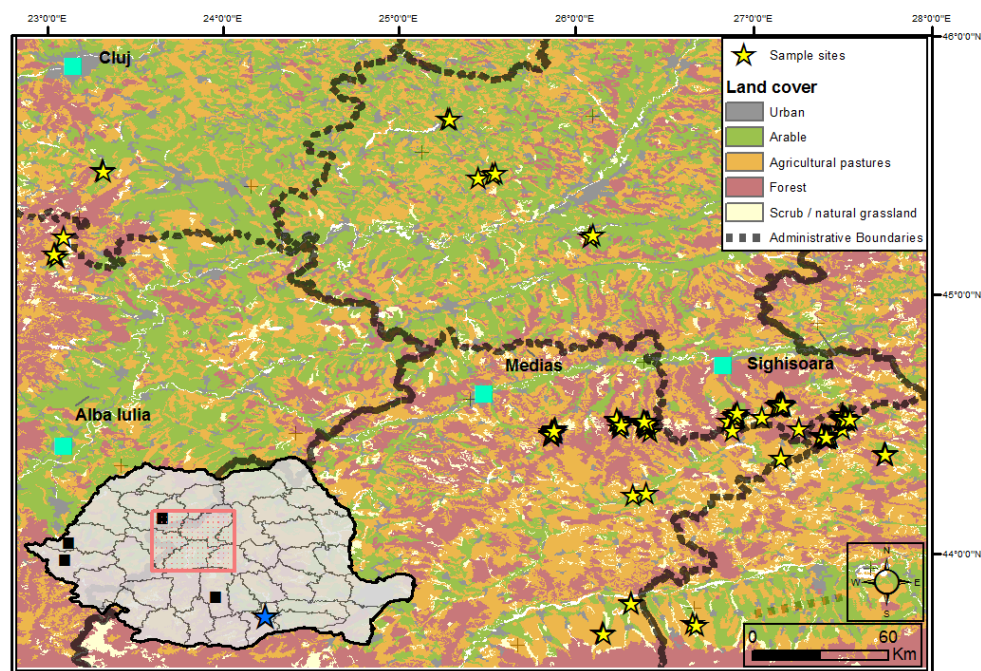 23°0'0"E 24°0'0"E 25°0'0"E 26°0'0"E 27°0'0"E 28°0'0"E
46°0'0"N
Cluj
Sample sites
Land cover
Urban
Arable
Agricultural pastures
Forest
Scrub / natural grassland
Administrative Boundaries
45°0'0"N
Medias
Sighisoara
Alba Iulia
44°0'0"N
N
W E
S
0 60
Km